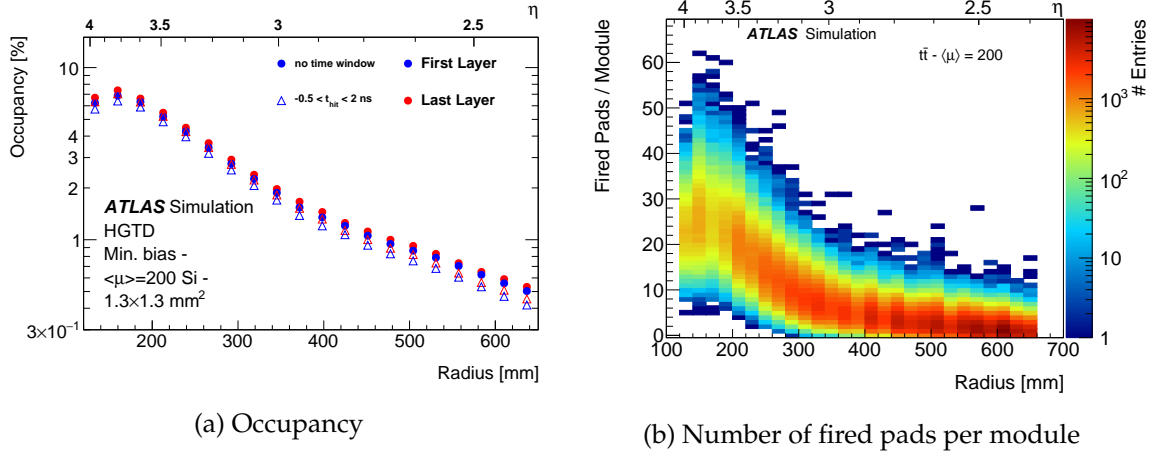 4 3.5 3 2.5 η
Occupancy [%]
10
4
3
2
1
3×10⁻¹
no time window First Layer
-0.5 < t_hit < 2 ns Last Layer
ATLAS Simulation
HGTD
Min. bias -
<μ>=200 Si -
1.3×1.3 mm²
200 300 400 500 600
Radius [mm]
(a) Occupancy
4 3.5 3 2.5 η
Fired Pads / Module
ATLAS Simulation
tt̄ - ⟨μ⟩ = 200
60
50
40
30
20
10
0
100 200 300 400 500 600 700
Radius [mm]
# Entries
10³
10²
10
1
(b) Number of fired pads per module